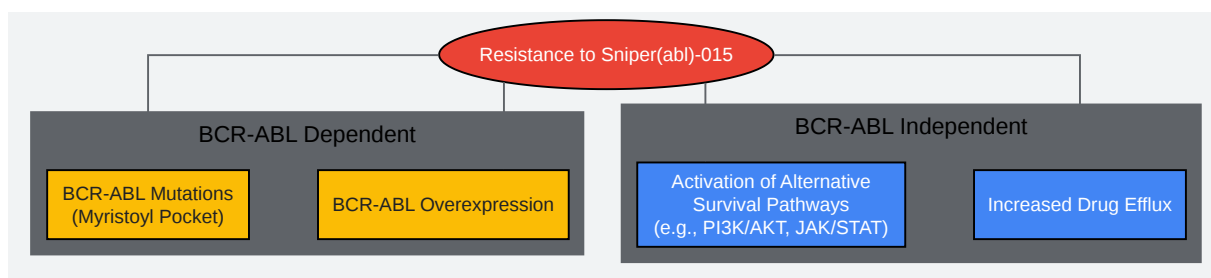 Resistance to Sniper(abl)-015
BCR-ABL Dependent
BCR-ABL Mutations
(Myristoyl Pocket)
BCR-ABL Overexpression
BCR-ABL Independent
Activation of Alternative
Survival Pathways
(e.g., PI3K/AKT, JAK/STAT)
Increased Drug Efflux